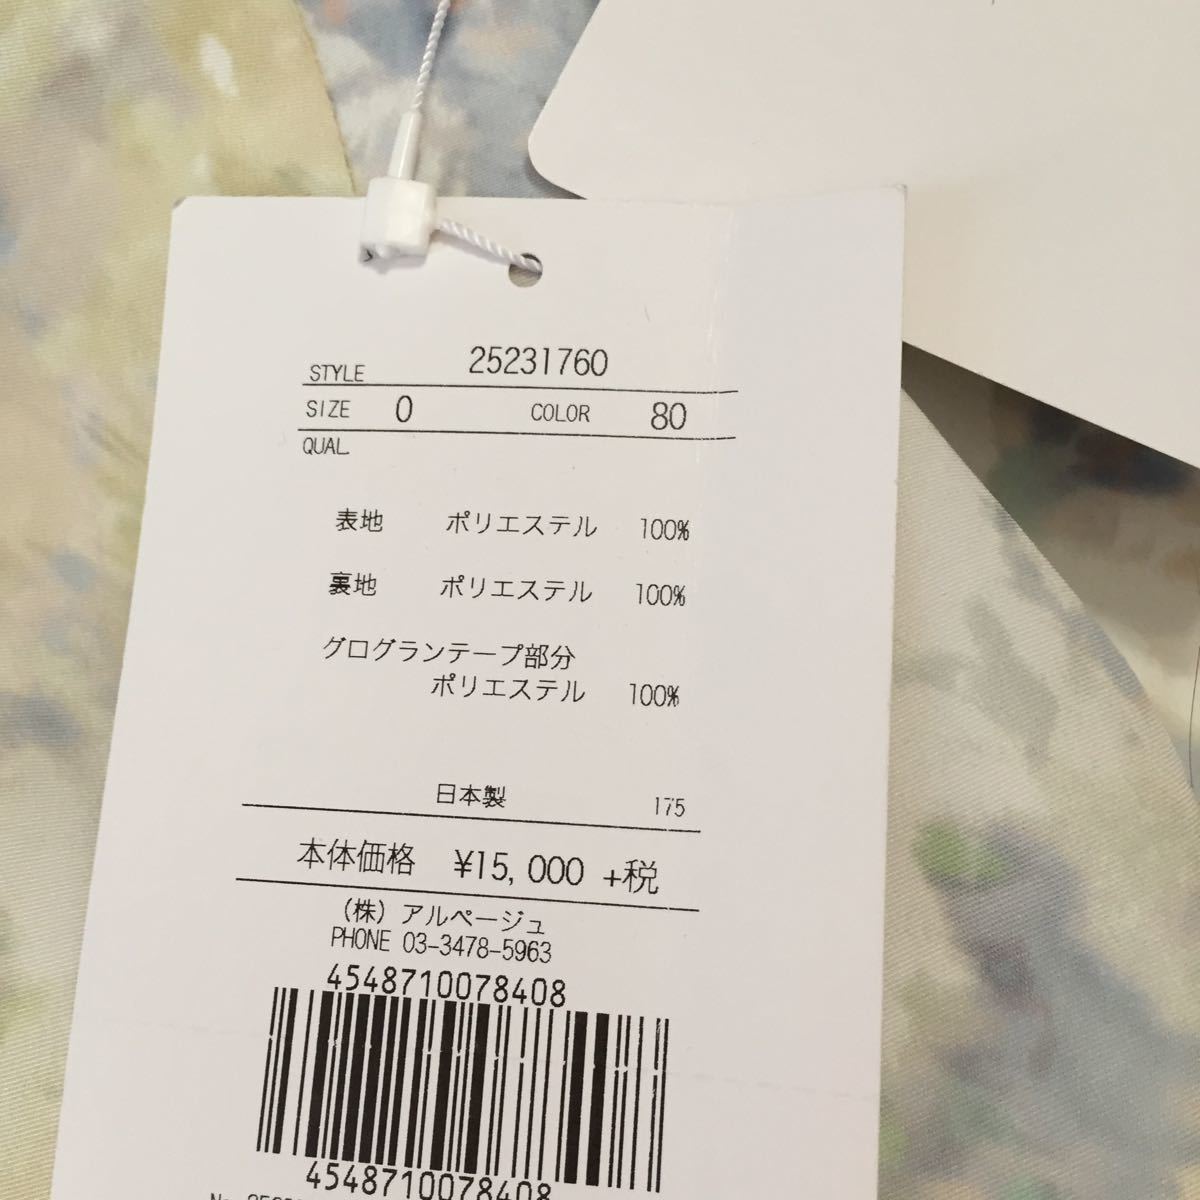 STYLE 25231760
SIZE 0 COLOR 80
QUAL
表地 ポリエステル 100%
裏地 ポリエステル 100%
グログランテープ部分
ポリエステル 100%
日本製 175
本体価格 ¥15,000 +税
(株)アルページュ
PHONE 03-3478-5963
4548710078408
4548710078408